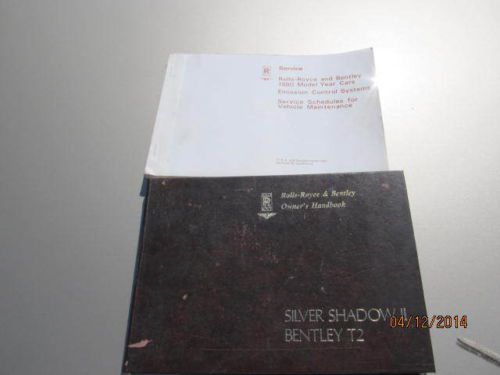 Service
Rolls-Royce and Bentley
1980 Model Year Cars
Emission Control Systems
Service Schedules for
Vehicle Maintenance
Rolls-Royce & Bentley
Owner's Handbook
SILVER SHADOW II
BENTLEY T2
04/12/2014